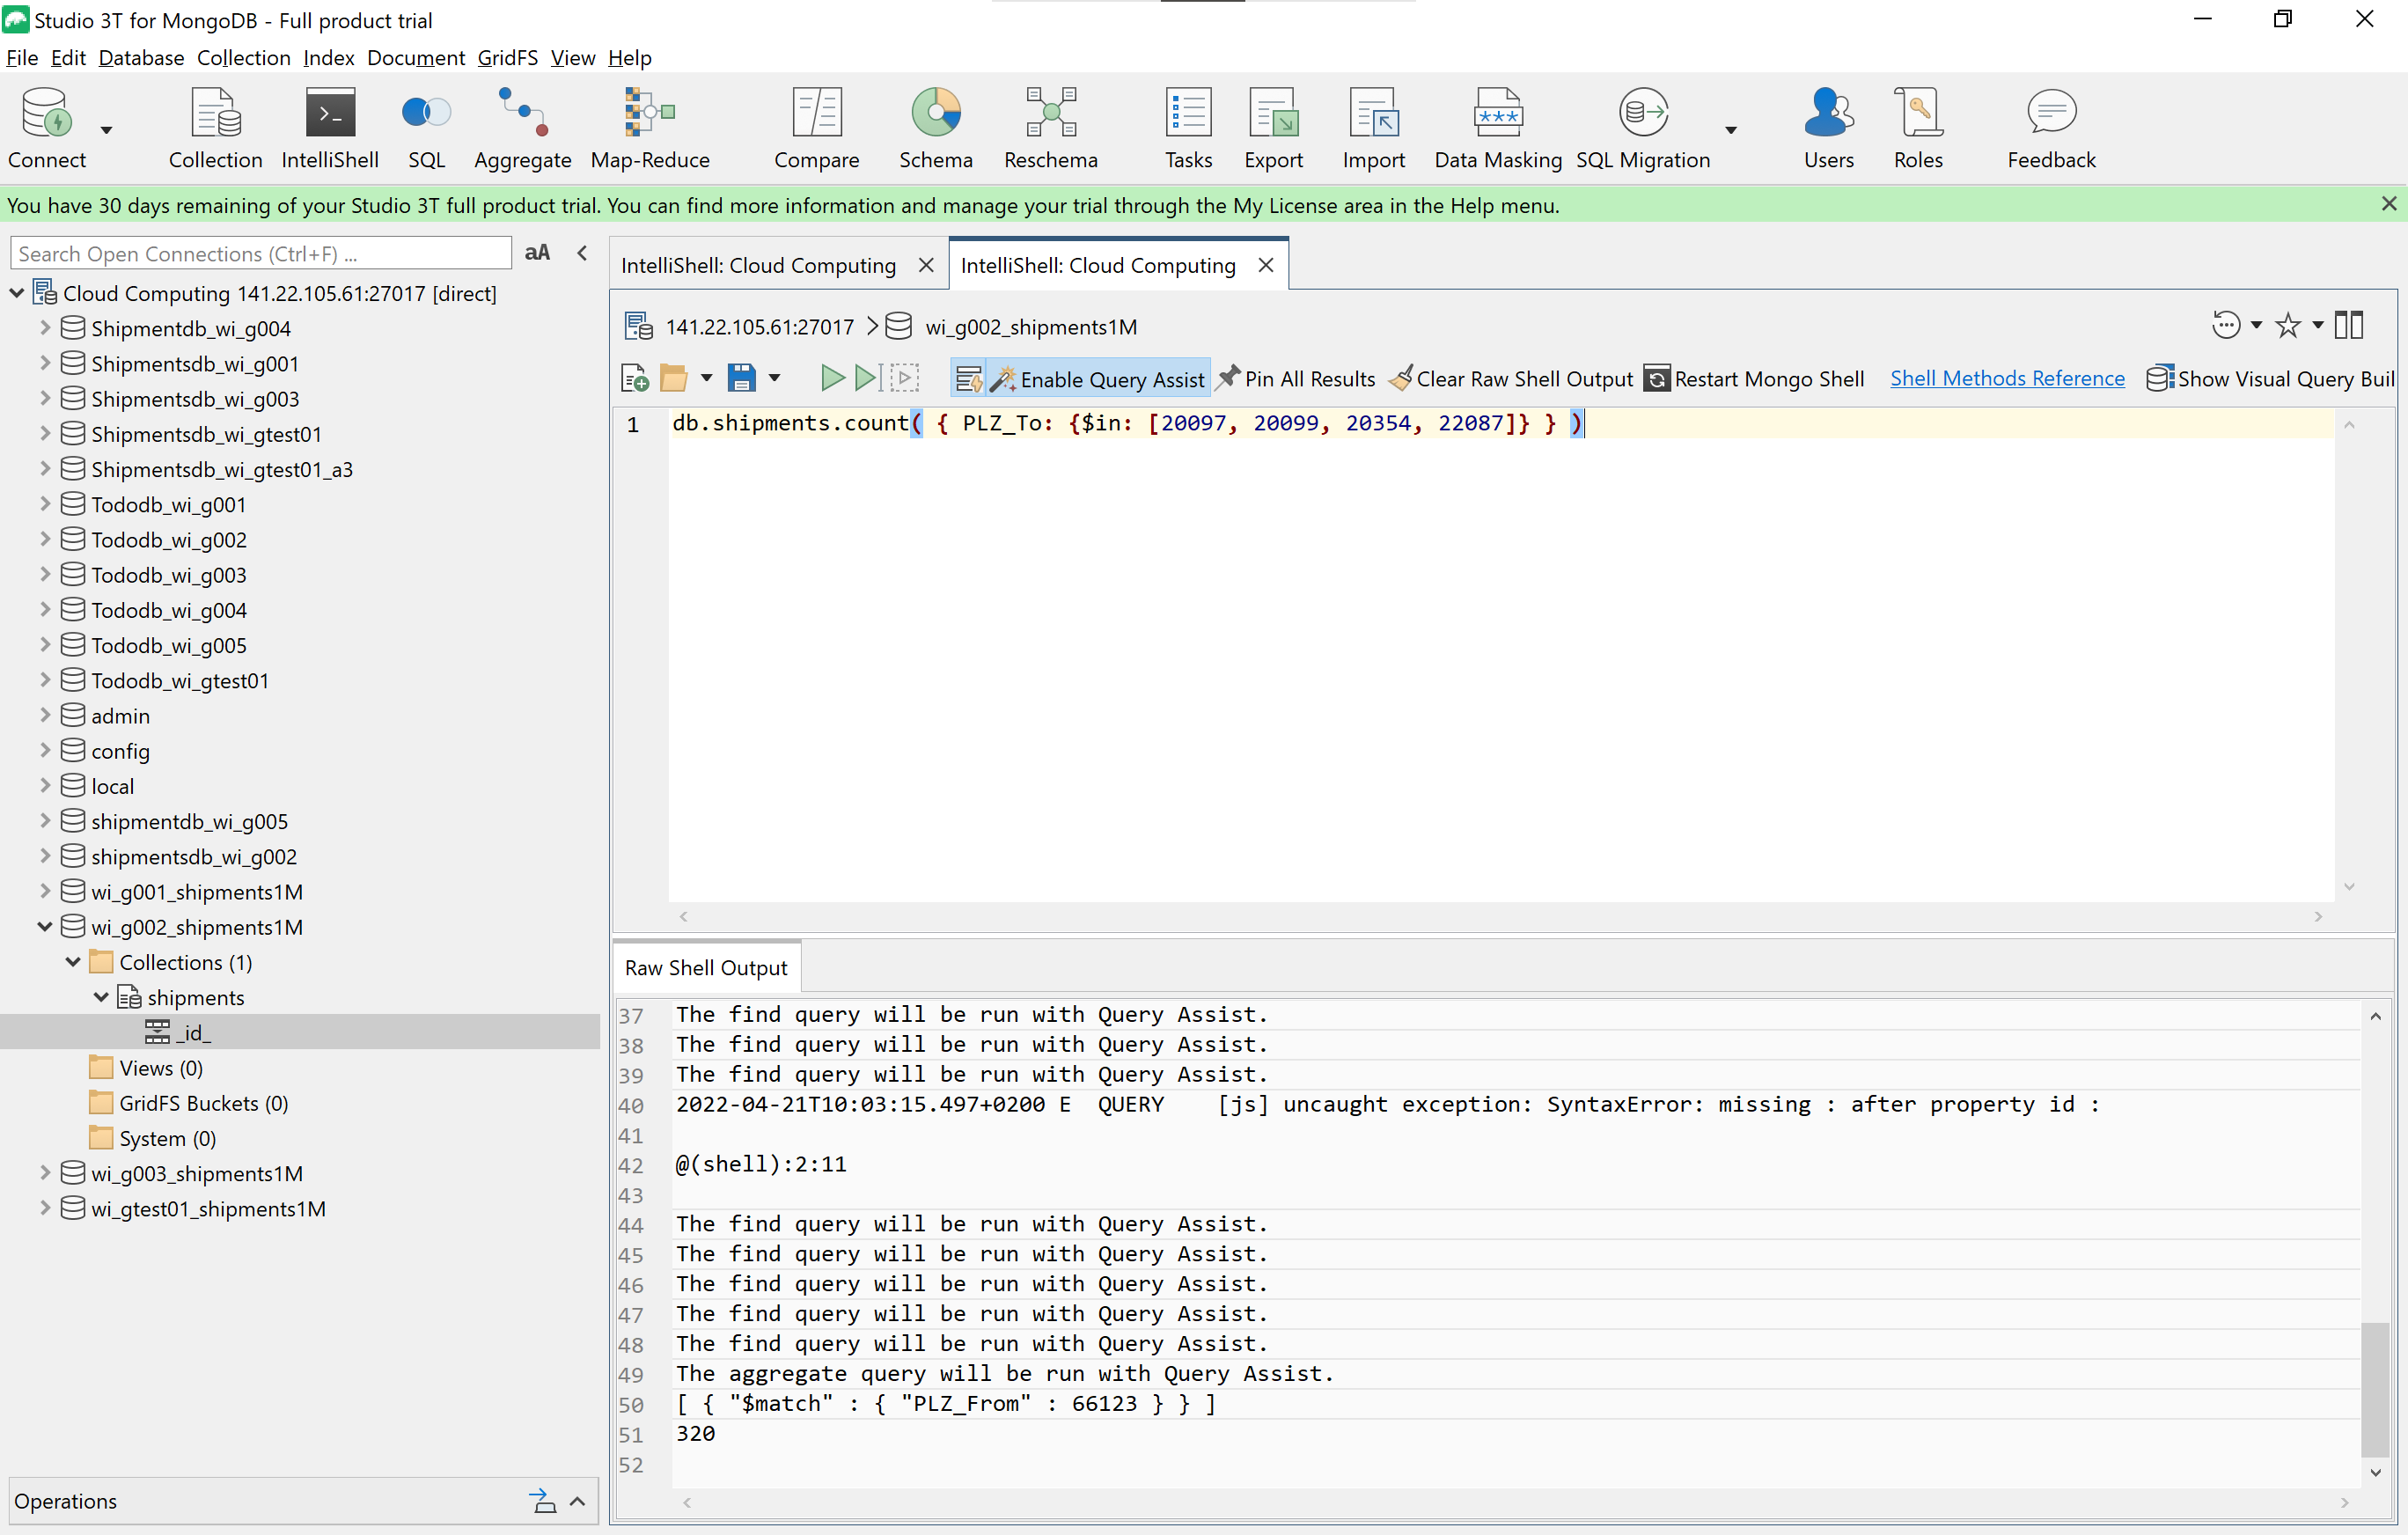 Studio 3T for MongoDB - Full product trial
File Edit Database Collection Index Document GridFS View Help
Connect Collection IntelliShell SQL Aggregate Map-Reduce Compare Schema Reschema Tasks Export Import Data Masking SQL Migration Users Roles Feedback
You have 30 days remaining of your Studio 3T full product trial. You can find more information and manage your trial through the My License area in the Help menu.
Search Open Connections (Ctrl+F) ... aA
Cloud Computing 141.22.105.61:27017 [direct]
Shipmentdb_wi_g004
Shipmentsdb_wi_g001
Shipmentsdb_wi_g003
Shipmentsdb_wi_gtest01
Shipmentsdb_wi_gtest01_a3
Tododb_wi_g001
Tododb_wi_g002
Tododb_wi_g003
Tododb_wi_g004
Tododb_wi_g005
Tododb_wi_gtest01
admin
config
local
shipmentdb_wi_g005
shipmentsdb_wi_g002
wi_g001_shipments1M
wi_g002_shipments1M
Collections (1)
shipments
_id_
Views (0)
GridFS Buckets (0)
System (0)
wi_g003_shipments1M
wi_gtest01_shipments1M
Operations
IntelliShell: Cloud Computing IntelliShell: Cloud Computing
141.22.105.61:27017 wi_g002_shipments1M
Enable Query Assist Pin All Results Clear Raw Shell Output Restart Mongo Shell Shell Methods Reference Show Visual Query Buil
1 db.shipments.count( { PLZ_To: {$in: [20097, 20099, 20354, 22087]} } )
Raw Shell Output
37 The find query will be run with Query Assist.
38 The find query will be run with Query Assist.
39 The find query will be run with Query Assist.
40 2022-04-21T10:03:15.497+0200 E QUERY [js] uncaught exception: SyntaxError: missing : after property id :
41
42 @(shell):2:11
43
44 The find query will be run with Query Assist.
45 The find query will be run with Query Assist.
46 The find query will be run with Query Assist.
47 The find query will be run with Query Assist.
48 The find query will be run with Query Assist.
49 The aggregate query will be run with Query Assist.
50 [ { "$match" : { "PLZ_From" : 66123 } } ]
51 320
52